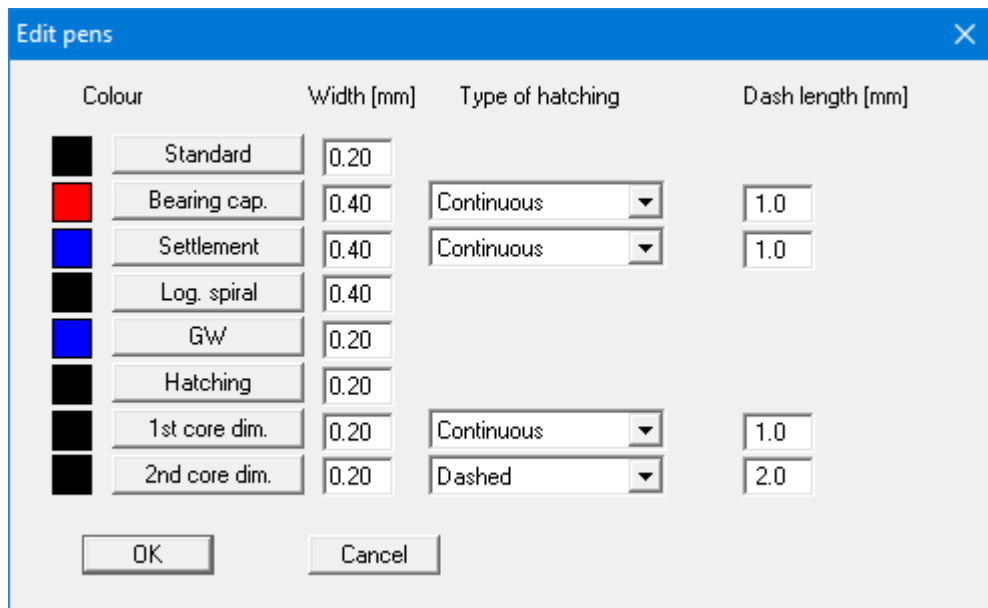 Edit pens
Colour Width [mm] Type of hatching Dash length [mm]
Standard 0.20
Bearing cap. 0.40 Continuous 1.0
Settlement 0.40 Continuous 1.0
Log. spiral 0.40
GW 0.20
Hatching 0.20
1st core dim. 0.20 Continuous 1.0
2nd core dim. 0.20 Dashed 2.0
OK Cancel